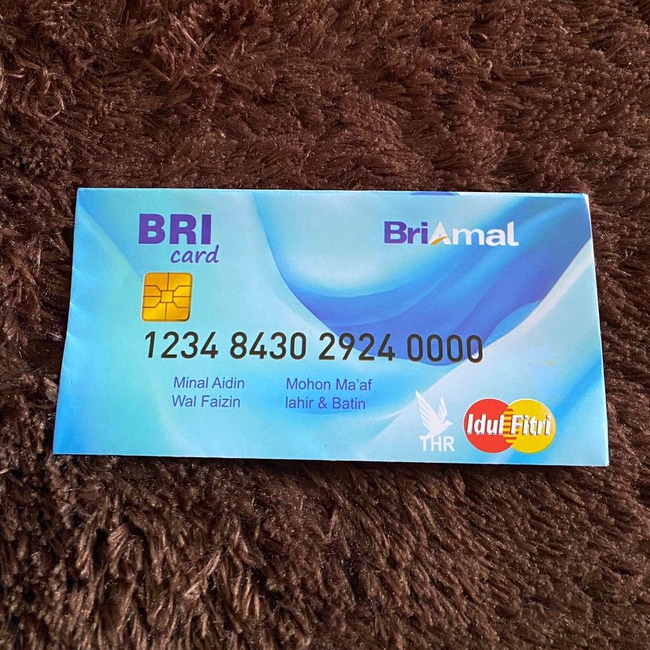 BRI
card
BriAmal
1234 8430 2924 0000
Minal Aidin
Wal Faizin
Mohon Ma'af
lahir & Batin
THR
Idul Fitri